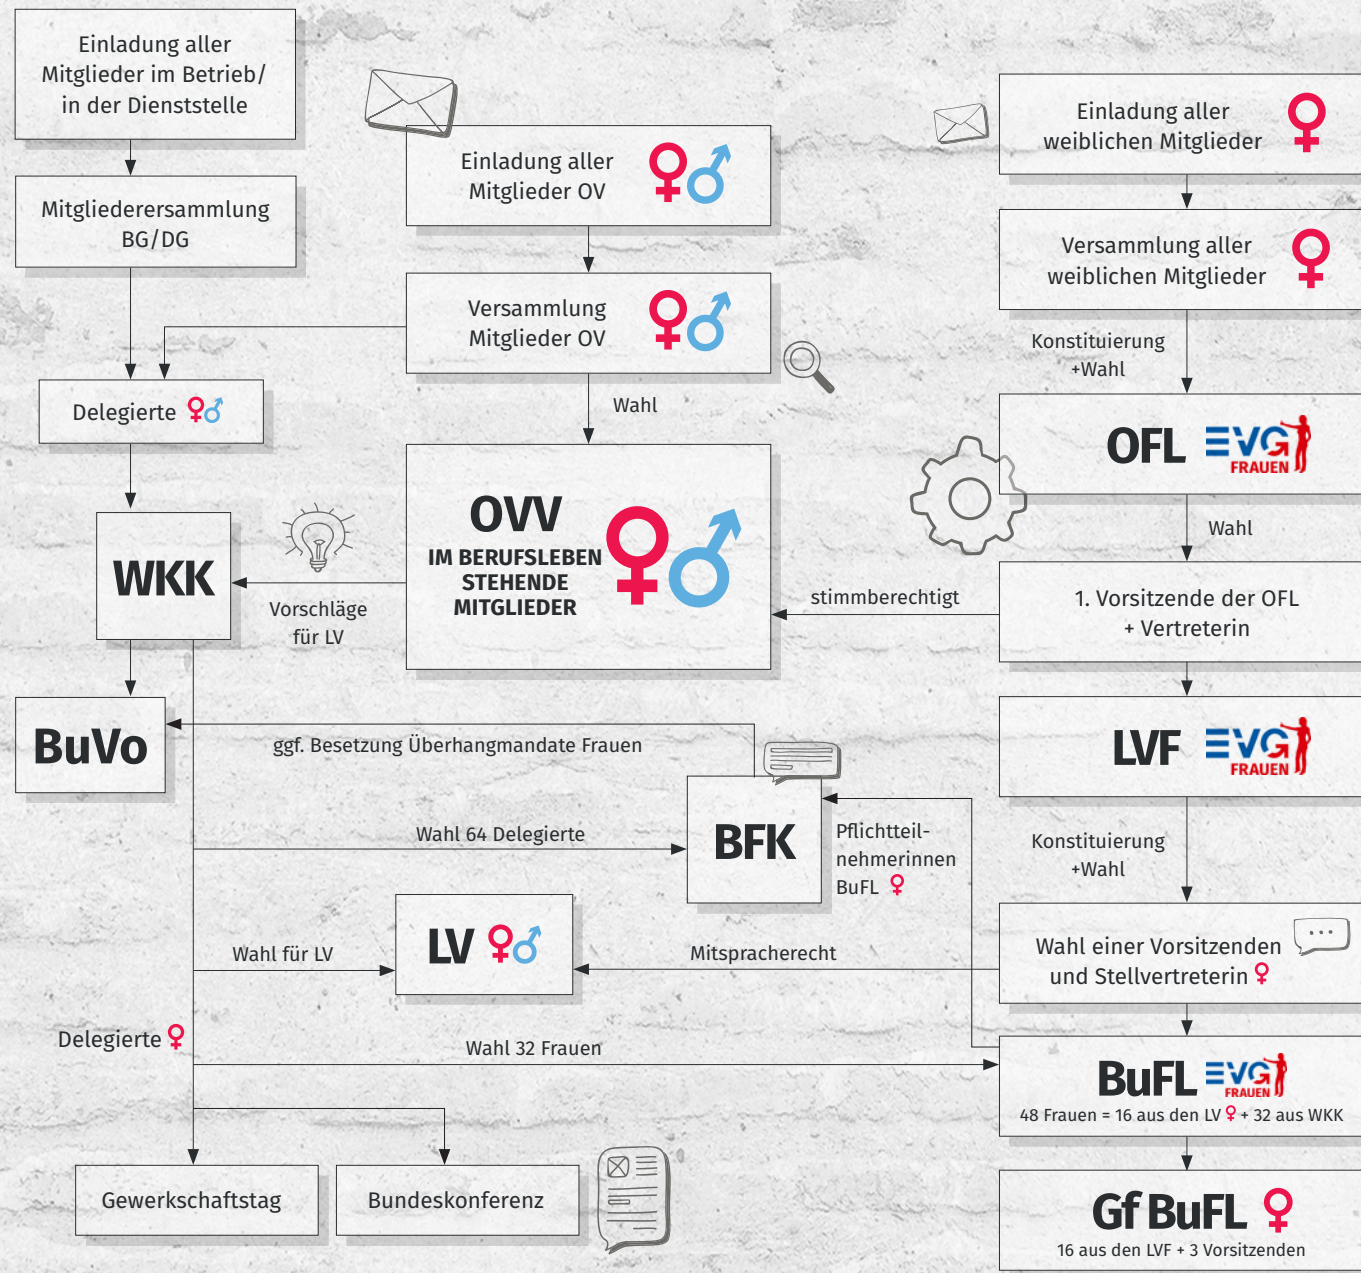 Einladung aller
Mitglieder im Betrieb/
in der Dienststelle
Mitgliederersammlung
BG/DG
Delegierte
WKK
BuVo
Einladung aller
Mitglieder OV
Versammlung
Mitglieder OV
Wahl
OVV
IM BERUFSLEBEN
STEHENDE
MITGLIEDER
Vorschläge
für LV
stimmberechtigt
Einladung aller
weiblichen Mitglieder
Versammlung aller
weiblichen Mitglieder
Konstituierung
+Wahl
OFL EVG
FRAUEN
Wahl
1. Vorsitzende der OFL
+ Vertreterin
LVF EVG
FRAUEN
Konstituierung
+Wahl
Wahl einer Vorsitzenden
und Stellvertreterin
BuFL EVG
FRAUEN
48 Frauen = 16 aus den LV + 32 aus WKK
Gf BuFL
16 aus den LVF + 3 Vorsitzenden
ggf. Besetzung Überhangmandate Frauen
Wahl 64 Delegierte
BFK
Pflichtteil-
nehmerinnen
BuFL
Wahl für LV
LV
Mitspracherecht
Delegierte
Wahl 32 Frauen
Gewerkschaftstag
Bundeskonferenz